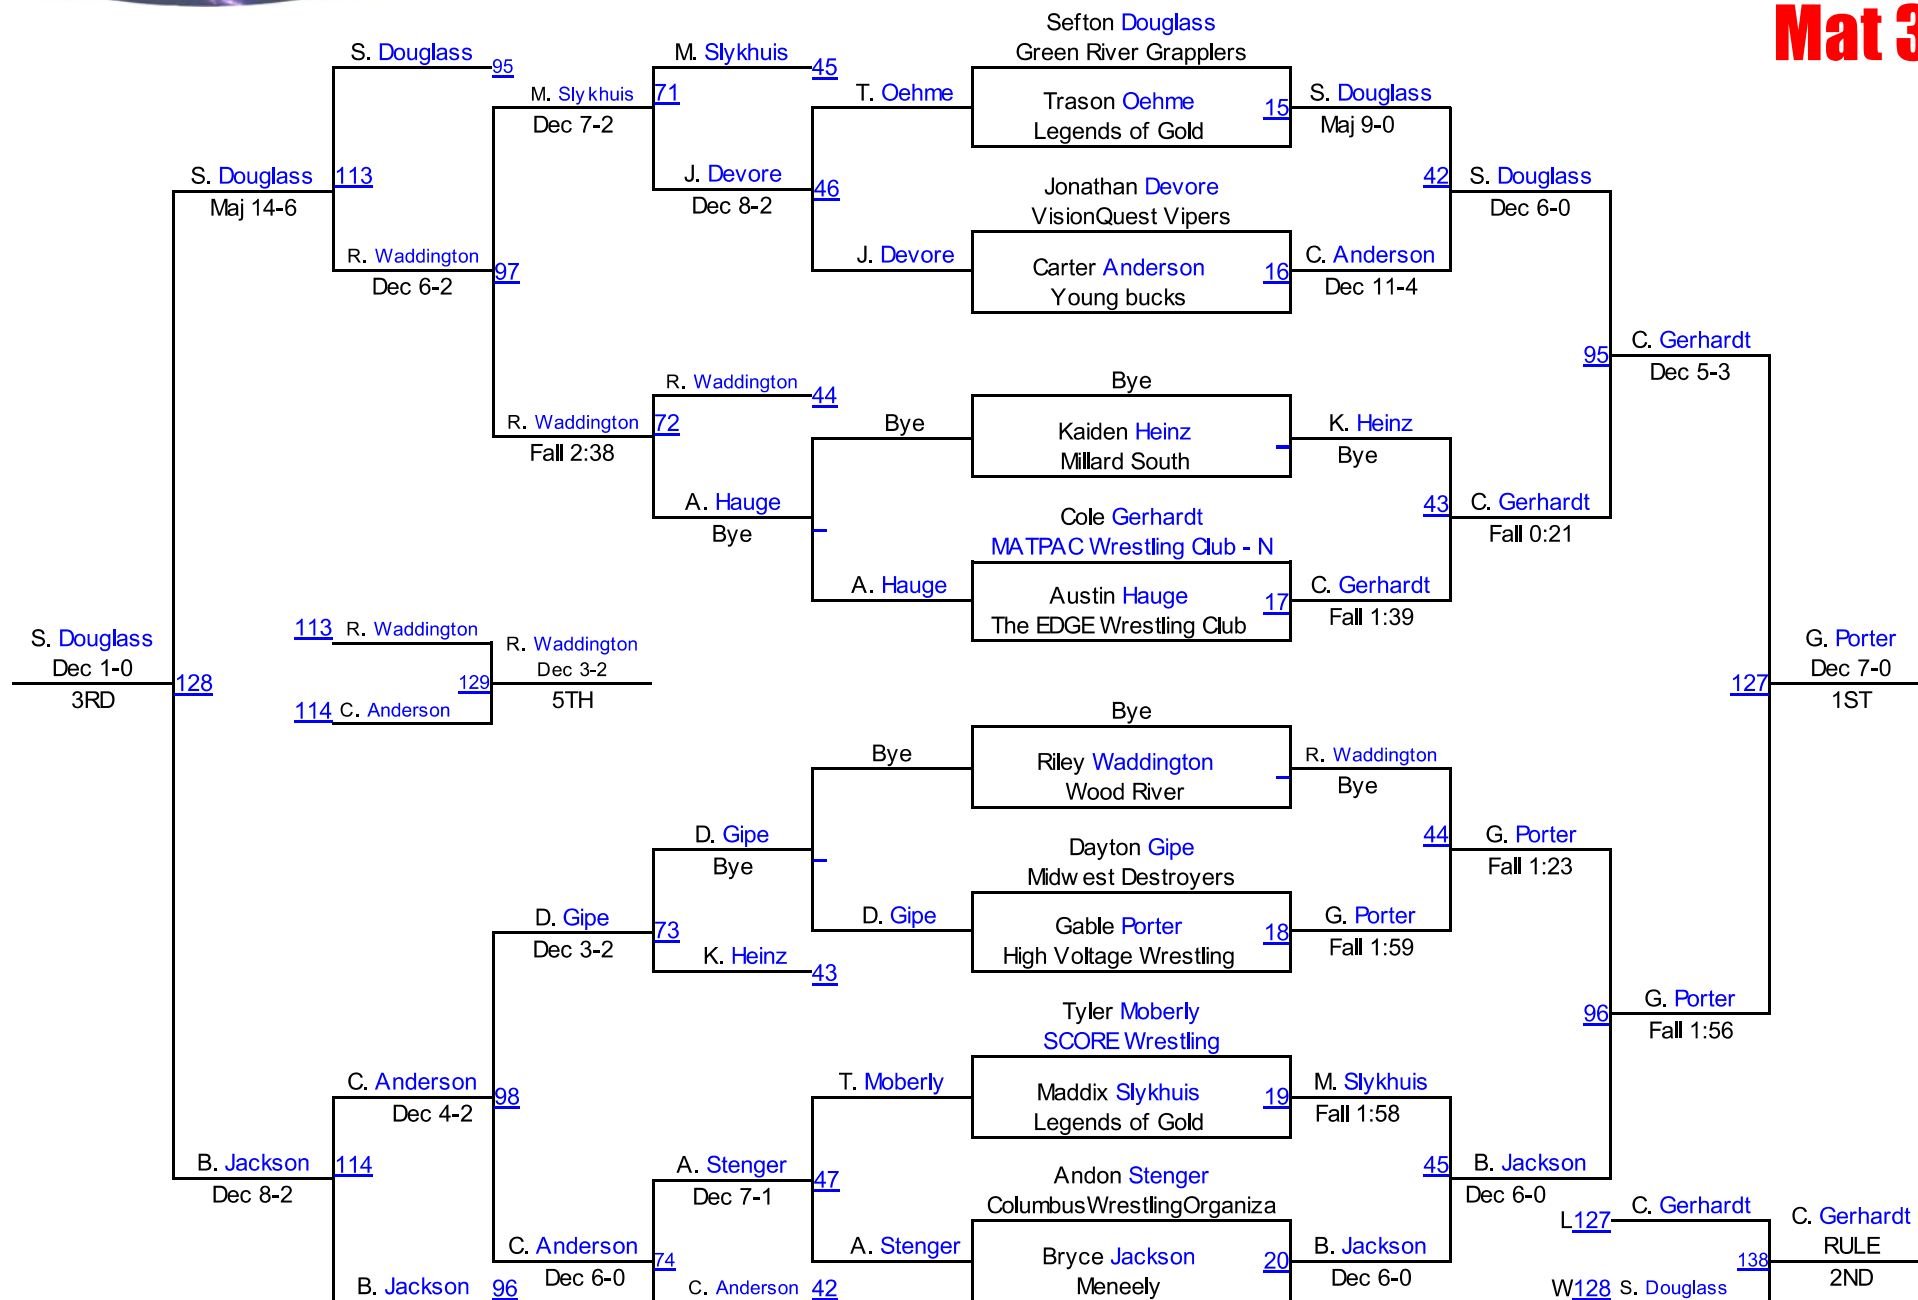 Mat 3
Sefton Douglass
Green River Grapplers
Trason Oehme
Legends of Gold
15
S. Douglass
Maj 9-0
Jonathan Devore
VisionQuest Vipers
Carter Anderson
Young bucks
16
C. Anderson
Dec 11-4
42
S. Douglass
Dec 6-0
Bye
Kaiden Heinz
Millard South
K. Heinz
Bye
Cole Gerhardt
MATPAC Wrestling Club - N
Austin Hauge
The EDGE Wrestling Club
17
C. Gerhardt
Fall 1:39
43
C. Gerhardt
Fall 0:21
95
C. Gerhardt
Dec 5-3
Bye
Riley Waddington
Wood River
R. Waddington
Bye
Dayton Gipe
Midwest Destroyers
Gable Porter
High Voltage Wrestling
18
G. Porter
Fall 1:59
44
G. Porter
Fall 1:23
Tyler Moberly
SCORE Wrestling
Maddix Slykhuis
Legends of Gold
19
M. Slykhuis
Fall 1:58
Andon Stenger
ColumbusWrestlingOrganiza
Bryce Jackson
Meneely
20
B. Jackson
Dec 6-0
45
B. Jackson
Dec 6-0
96
G. Porter
Fall 1:56
127
G. Porter
Dec 7-0
1ST
L127
C. Gerhardt
W128 S. Douglass
138
C. Gerhardt
RULE
2ND
T. Oehme
J. Devore
46
J. Devore
Dec 8-2
M. Slykhuis
45
71
M. Slykhuis
Dec 7-2
Bye
A. Hauge
A. Hauge
Bye
R. Waddington
44
72
R. Waddington
Fall 2:38
97
R. Waddington
Dec 6-2
S. Douglass
95
113
S. Douglass
Maj 14-6
Bye
D. Gipe
D. Gipe
Bye
K. Heinz
43
73
D. Gipe
Dec 3-2
T. Moberly
A. Stenger
47
A. Stenger
Dec 7-1
C. Anderson 42
74
C. Anderson
Dec 6-0
98
C. Anderson
Dec 4-2
B. Jackson 96
114
B. Jackson
Dec 8-2
128
S. Douglass
Dec 1-0
3RD
113 R. Waddington
114 C. Anderson
129
R. Waddington
Dec 3-2
5TH